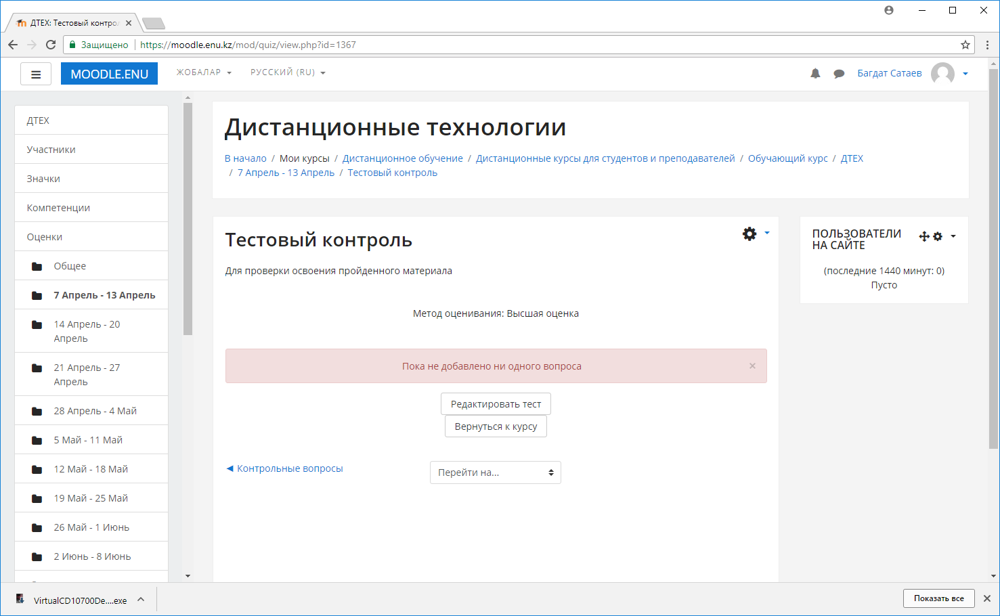 ДТЕХ: Тестовый контро
Защищено
https://moodle.enu.kz/mod/quiz/view.php?id=1367
MOODLE.ENU
ЖОБАЛАР
РУССКИЙ (RU)
Багдат Сатаев
ДТЕХ
Участники
Значки
Компетенции
Оценки
Общее
7 Апрель - 13 Апрель
14 Апрель - 20
Апрель
21 Апрель - 27
Апрель
28 Апрель - 4 Май
5 Май - 11 Май
12 Май - 18 Май
19 Май - 25 Май
26 Май - 1 Июнь
2 Июнь - 8 Июнь
Дистанционные технологии
В начало / Мои курсы / Дистанционное обучение / Дистанционные курсы для студентов и преподавателей / Обучающий курс / ДТЕХ
/ 7 Апрель - 13 Апрель / Тестовый контроль
Тестовый контроль
Для проверки освоения пройденного материала
Метод оценивания: Высшая оценка
Пока не добавлено ни одного вопроса
×
Редактировать тест
Вернуться к курсу
◄ Контрольные вопросы
Перейти на...
ПОЛЬЗОВАТЕЛИ
НА САЙТЕ
(последние 1440 минут: 0)
Пусто
VirtualCD10700De....exe
Показать все